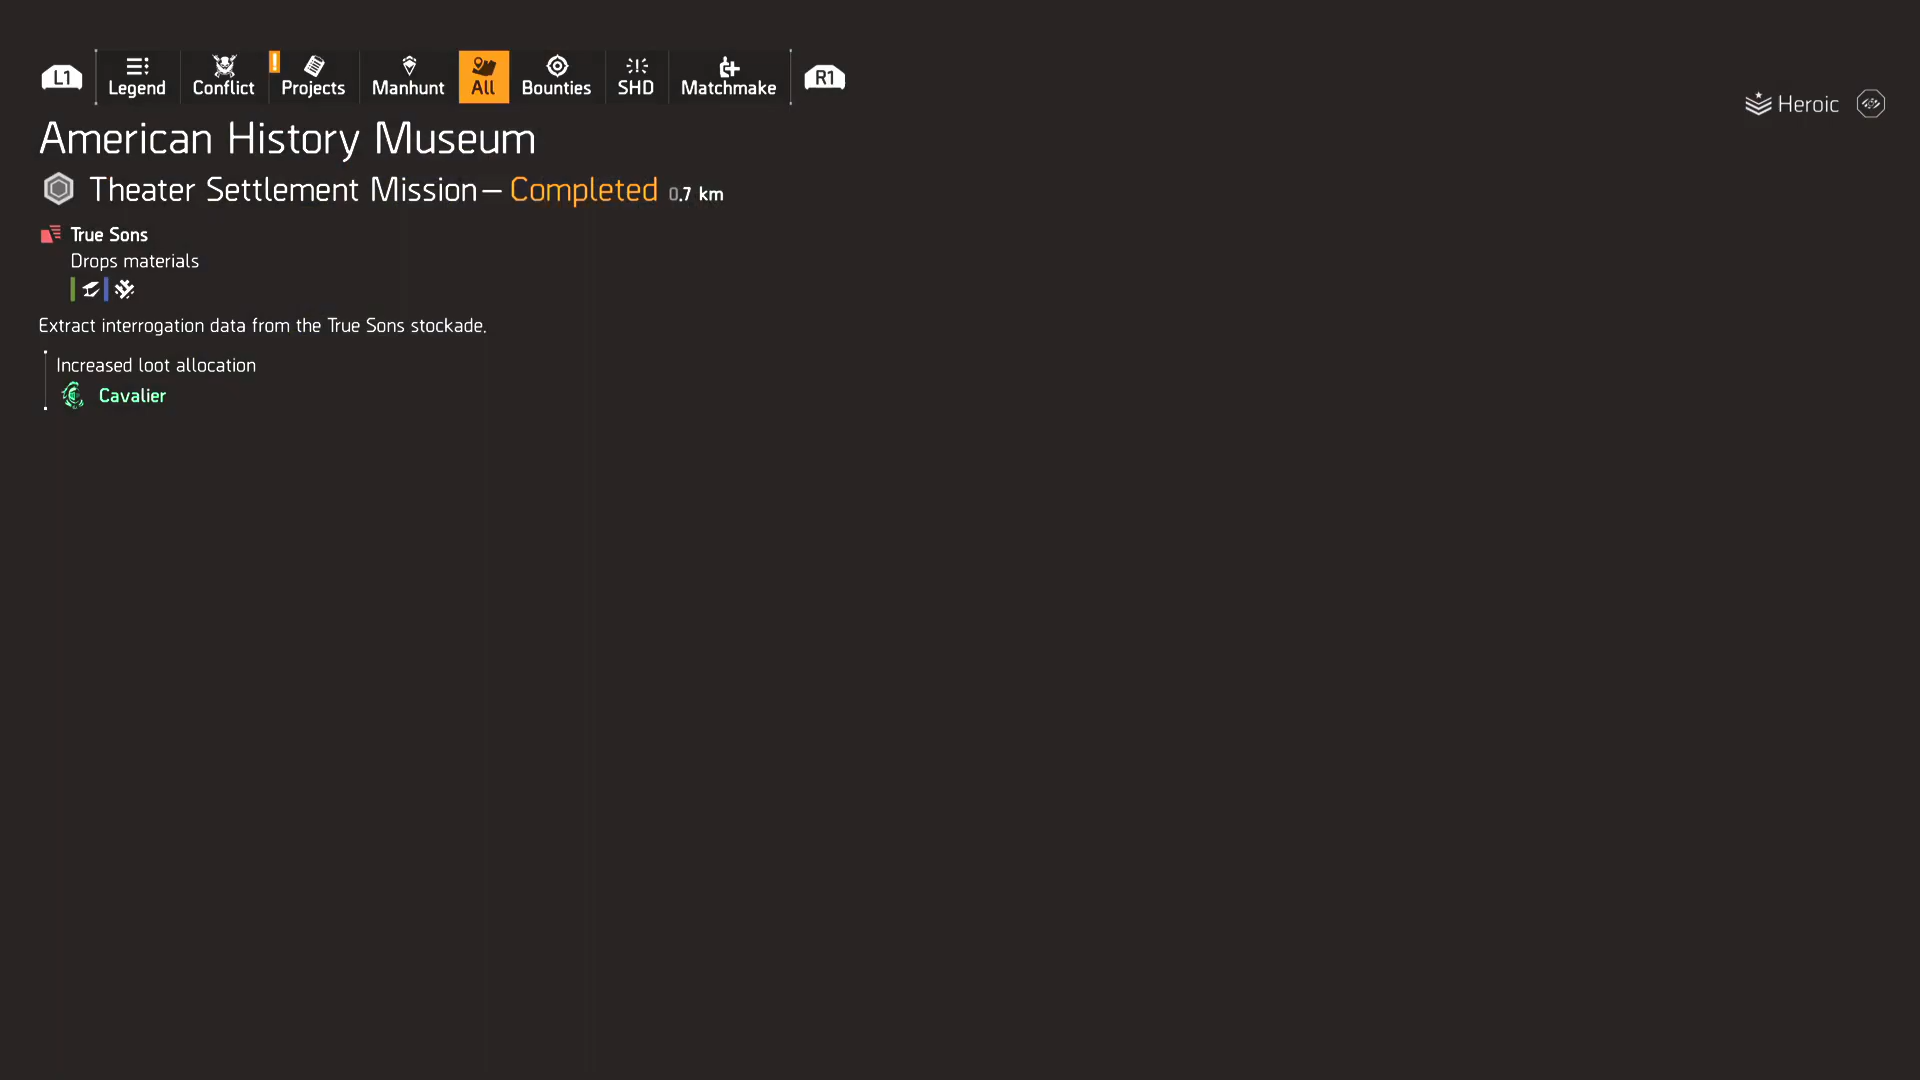 L1
Legend
Conflict
!
Projects
Manhunt
All
Bounties
SHD
Matchmake
R1
Heroic
American History Museum
Theater Settlement Mission— Completed 0.7 km
True Sons
Drops materials
Extract interrogation data from the True Sons stockade.
Increased loot allocation
Cavalier